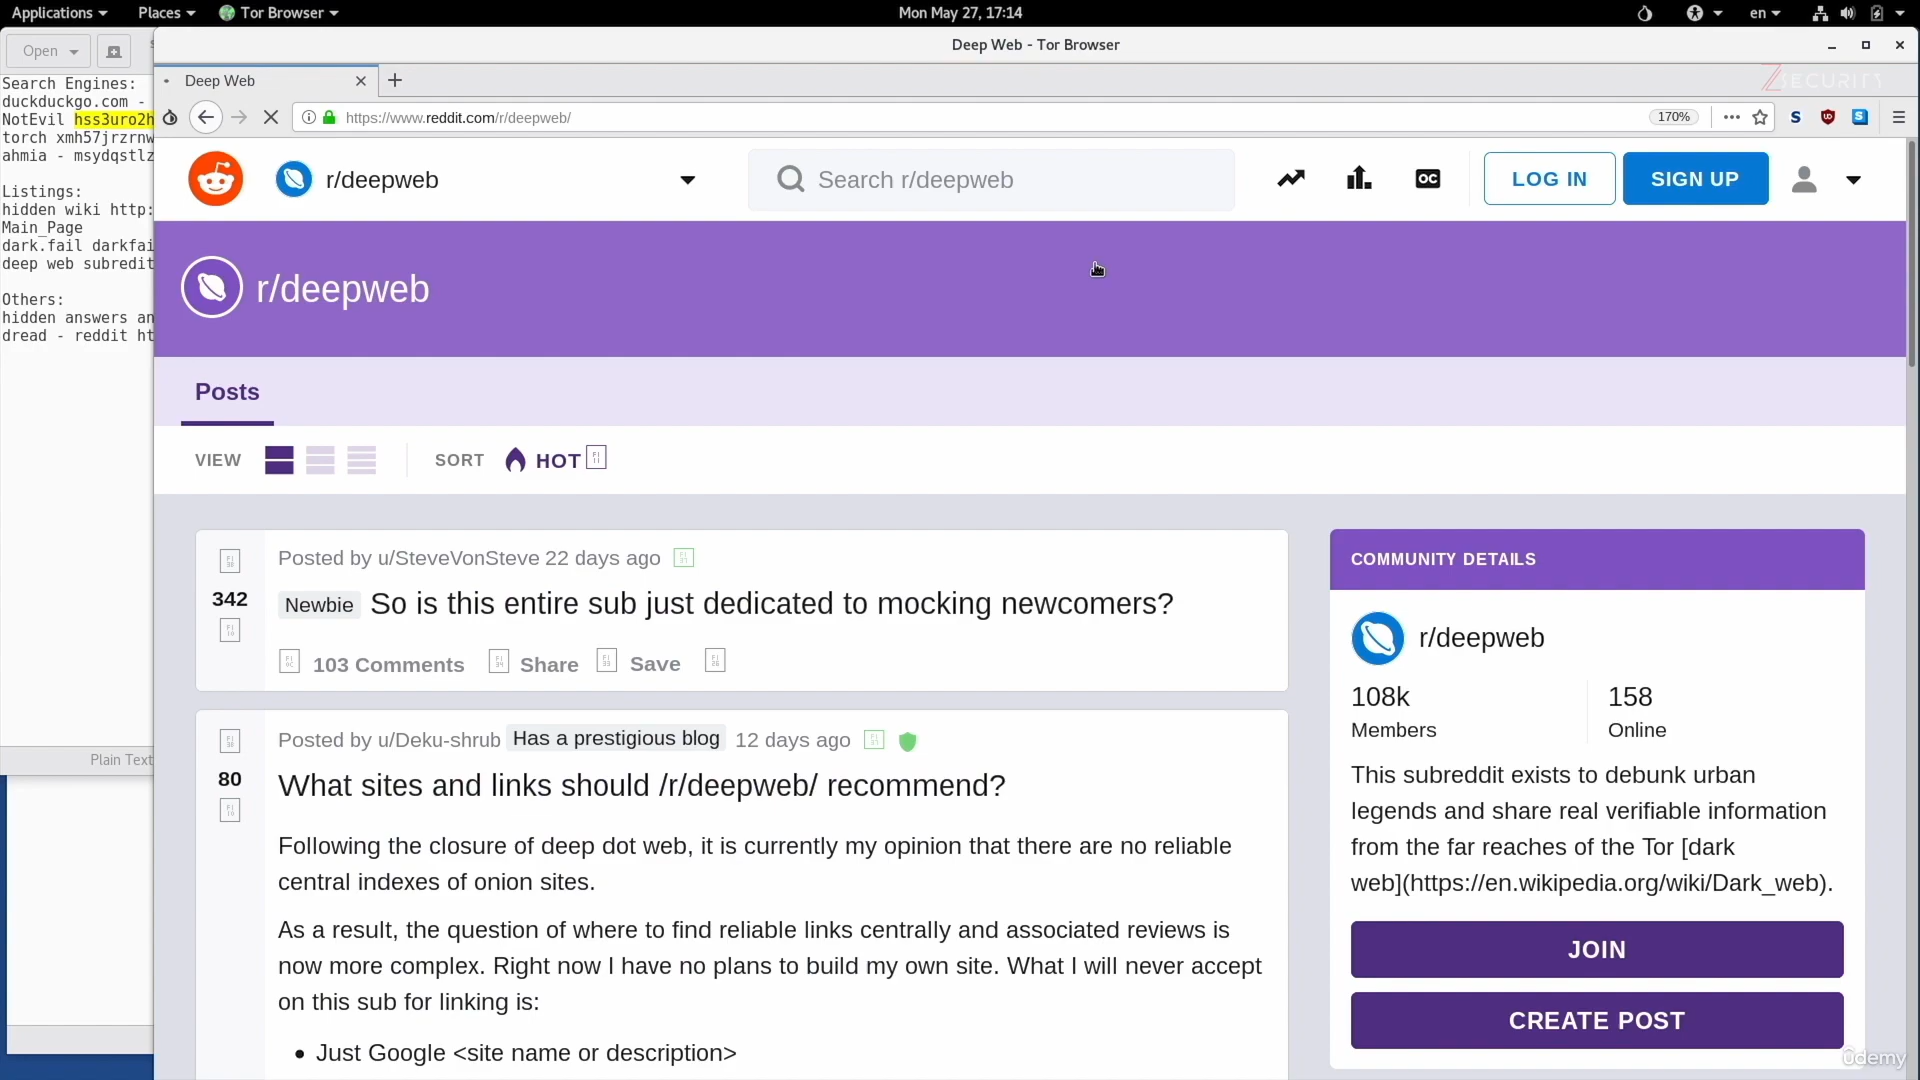 Applications
Places
Tor Browser
Mon May 27, 17:14
en
Open
Deep Web - Tor Browser
Deep Web
Z SECURITY
https://www.reddit.com/r/deepweb/
170%
Search Engines:
duckduckgo.com -
NotEvil hss3uro2h
torch xmh57jrzrnw
ahmia - msydqstlz
Listings:
hidden wiki http:
Main_Page
dark.fail darkfai
deep web subredit
Others:
hidden answers an
dread - reddit ht
Plain Text
r/deepweb
Search r/deepweb
OC
LOG IN
SIGN UP
r/deepweb
Posts
VIEW
SORT
HOT
Posted by u/SteveVonSteve 22 days ago
342
Newbie So is this entire sub just dedicated to mocking newcomers?
103 Comments
Share
Save
Posted by u/Deku-shrub Has a prestigious blog 12 days ago
80
What sites and links should /r/deepweb/ recommend?
Following the closure of deep dot web, it is currently my opinion that there are no reliable
central indexes of onion sites.
As a result, the question of where to find reliable links centrally and associated reviews is
now more complex. Right now I have no plans to build my own site. What I will never accept
on this sub for linking is:
• Just Google <site name or description>
COMMUNITY DETAILS
r/deepweb
108k
Members
158
Online
This subreddit exists to debunk urban
legends and share real verifiable information
from the far reaches of the Tor [dark
web](https://en.wikipedia.org/wiki/Dark_web).
JOIN
CREATE POST
ûdemy